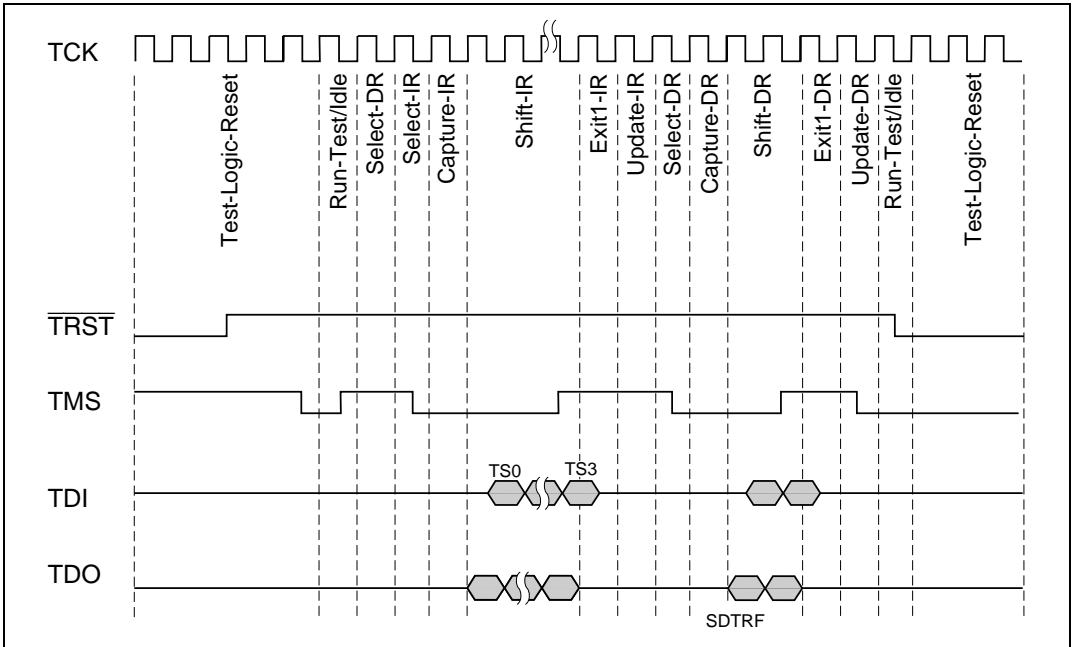 TCK
Test-Logic-Reset
Run-Test/Idle
Select-DR
Select-IR
Capture-IR
Shift-IR
Exit1-IR
Update-IR
Select-DR
Capture-DR
Shift-DR
Exit1-DR
Update-DR
Run-Test/Idle
Test-Logic-Reset
TRST
TMS
TS0 TS3
TDI
TDO
SDTRF